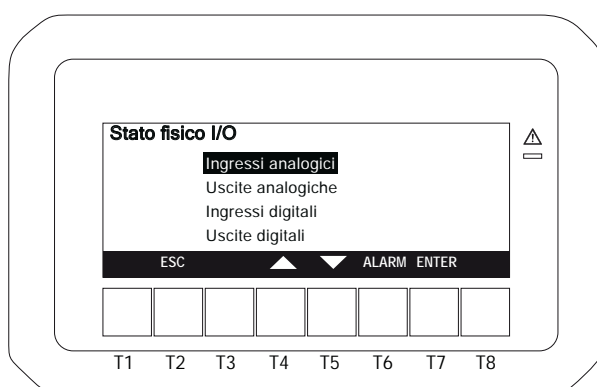 Stato fisico I/O
Ingressi analogici
Uscite analogiche
Ingressi digitali
Uscite digitali
ESC ALARM ENTER
T1 T2 T3 T4 T5 T6 T7 T8